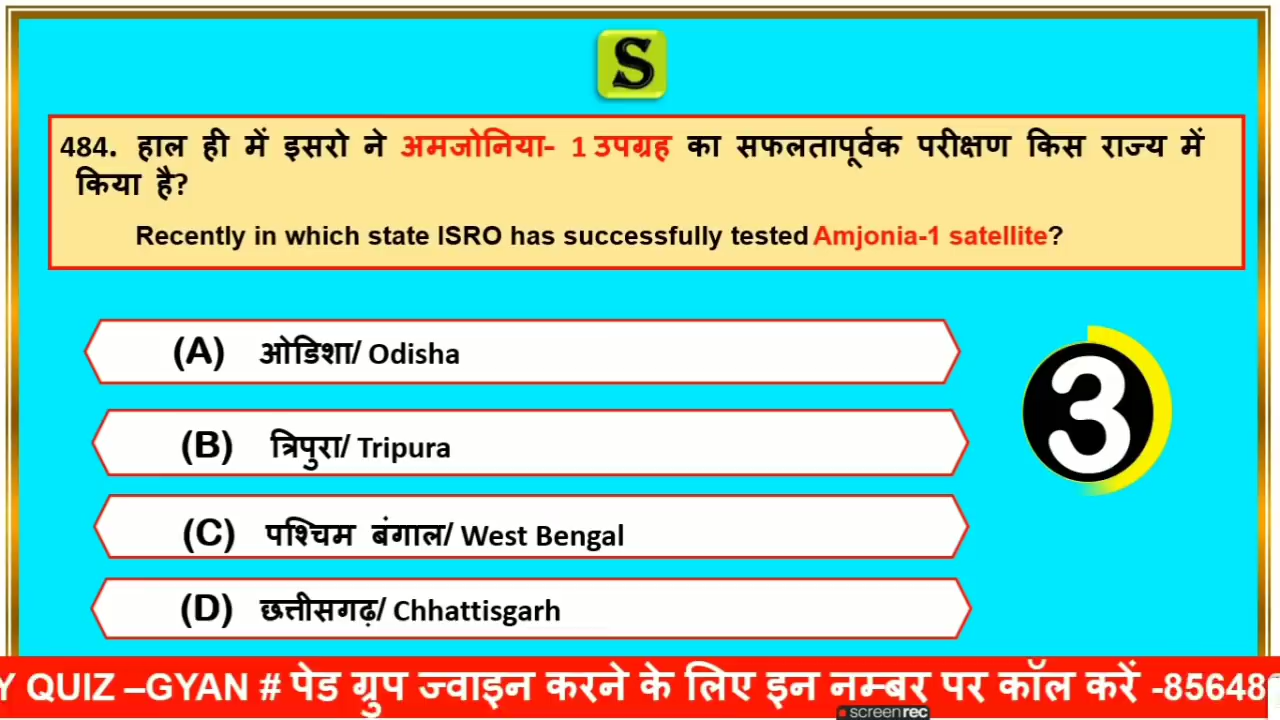 S
484. हाल ही में इसरो ने अमजोनिया- 1 उपग्रह का सफलतापूर्वक परीक्षण किस राज्य में
किया है?
Recently in which state ISRO has successfully tested Amjonia-1 satellite?
(A) ओडिशा/ Odisha
3
(B) त्रिपुरा/ Tripura
(C) पश्चिम बंगाल/ West Bengal
(D) छत्तीसगढ़/ Chhattisgarh
Y QUIZ –GYAN # पेड ग्रुप ज्वाइन करने के लिए इन नम्बर पर कॉल करें -85648
screenrec